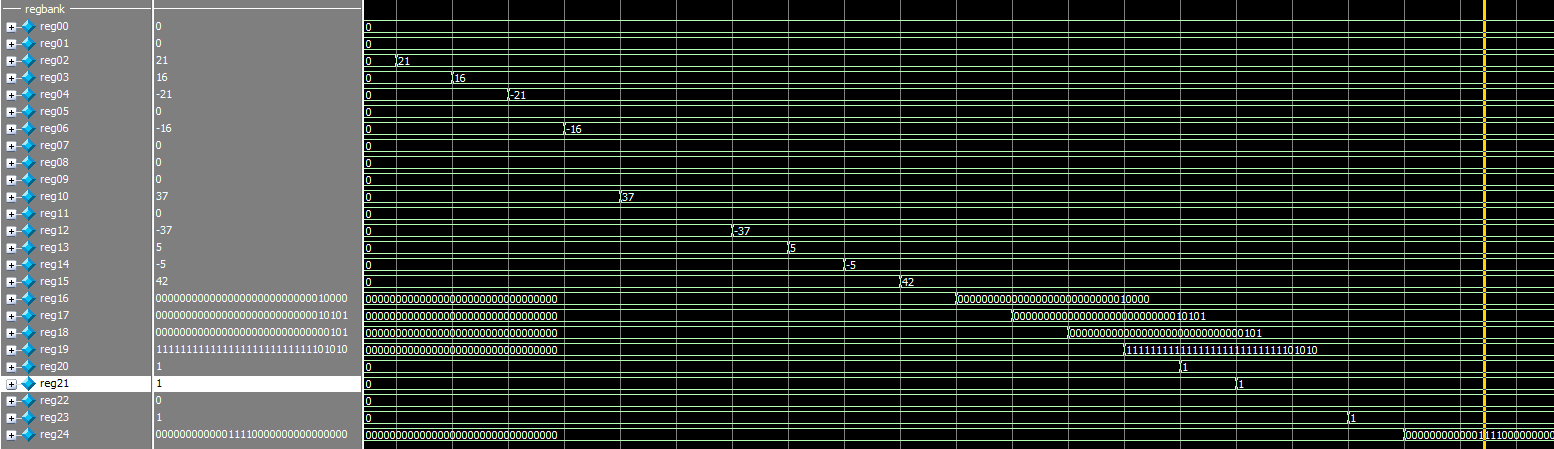 regbank
reg00 0 0
reg01 0 0
reg02 21 0 21
reg03 16 0 16
reg04 -21 0 -21
reg05 0 0
reg06 -16 0 -16
reg07 0 0
reg08 0 0
reg09 0 0
reg10 37 0 37
reg11 0 0
reg12 -37 0 -37
reg13 5 0 5
reg14 -5 0 -5
reg15 42 0 42
reg16 00000000000000000000000000010000 00000000000000000000000000000000 00000000000000000000000000010000
reg17 00000000000000000000000000010101 00000000000000000000000000000000 00000000000000000000000000010101
reg18 00000000000000000000000000000101 00000000000000000000000000000000 00000000000000000000000000000101
reg19 11111111111111111111111111101010 00000000000000000000000000000000 11111111111111111111111111101010
reg20 1 0 1
reg21 1 0 1
reg22 0 0
reg23 1 0 1
reg24 00000000000011110000000000000000 00000000000000000000000000000000 0000000000001111000000000